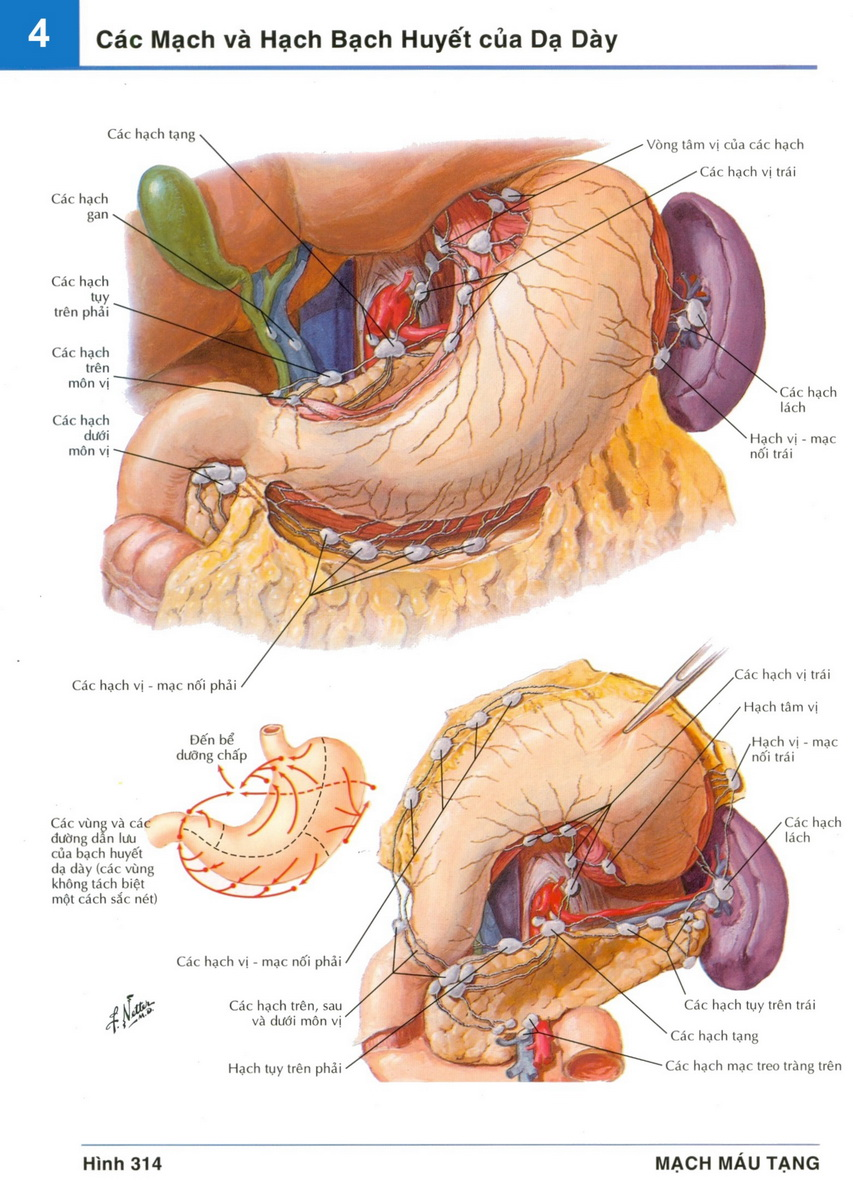 4
Các Mạch và Hạch Bạch Huyết của Dạ Dày
Các hạch tạng
Vòng tâm vị của các hạch
Các hạch vị trái
Các hạch
gan
Các hạch
tụy
trên phải
Các hạch
trên
môn vị
Các hạch
dưới
môn vị
Các hạch
lách
Hạch vị - mạc
nối trái
Các hạch vị - mạc nối phải
Các hạch vị trái
Hạch tâm vị
Hạch vị - mạc
nối trái
Các hạch
lách
Đến bể
dưỡng chấp
Các vùng và các
đường dẫn lưu
của bạch huyết
dạ dày (các vùng
không tách biệt
một cách sắc nét)
Các hạch vị - mạc nối phải
Các hạch trên, sau
và dưới môn vị
Hạch tụy trên phải
Các hạch tụy trên trái
Các hạch tạng
Các hạch mạc treo tràng trên
F. Netter
M.D.
Hình 314
MẠCH MÁU TẠNG